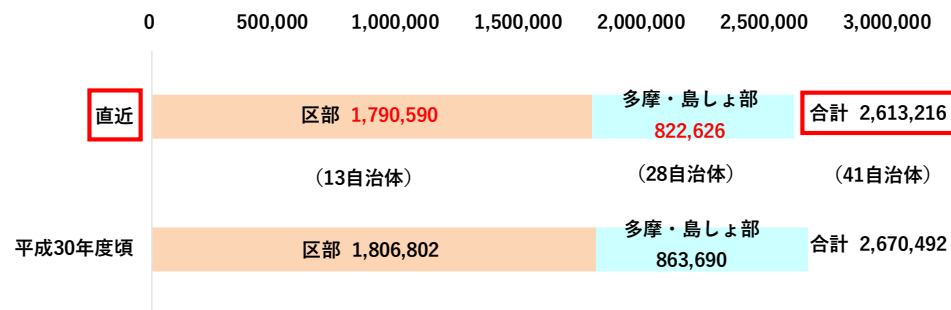 0 500,000 1,000,000 1,500,000 2,000,000 2,500,000 3,000,000
直近 区部 1,790,590 多摩・島しょ部 合計 2,613,216
822,626
（13自治体） （28自治体） （41自治体）
平成30年度頃 区部 1,806,802 多摩・島しょ部 合計 2,670,492
863,690